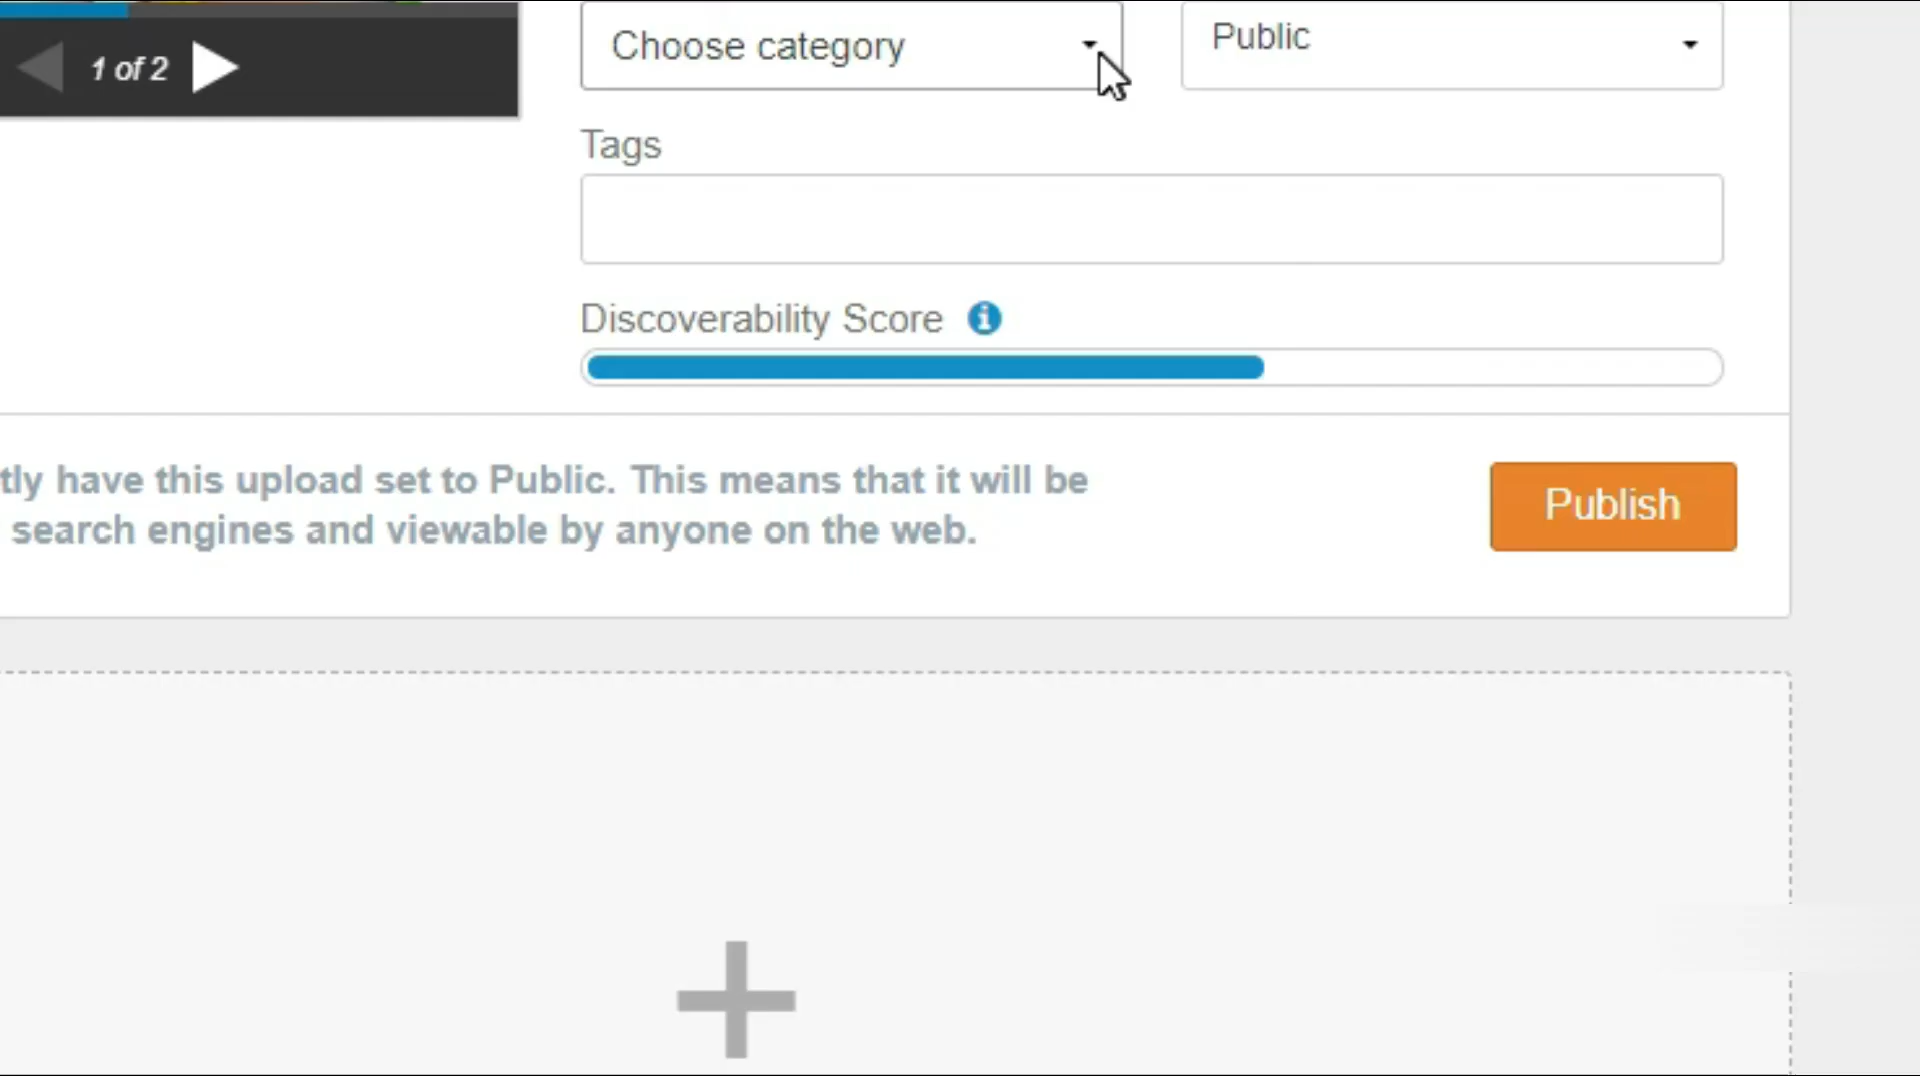 1 of 2
Choose category
Public
Tags
Discoverability Score
tly have this upload set to Public. This means that it will be
search engines and viewable by anyone on the web.
Publish